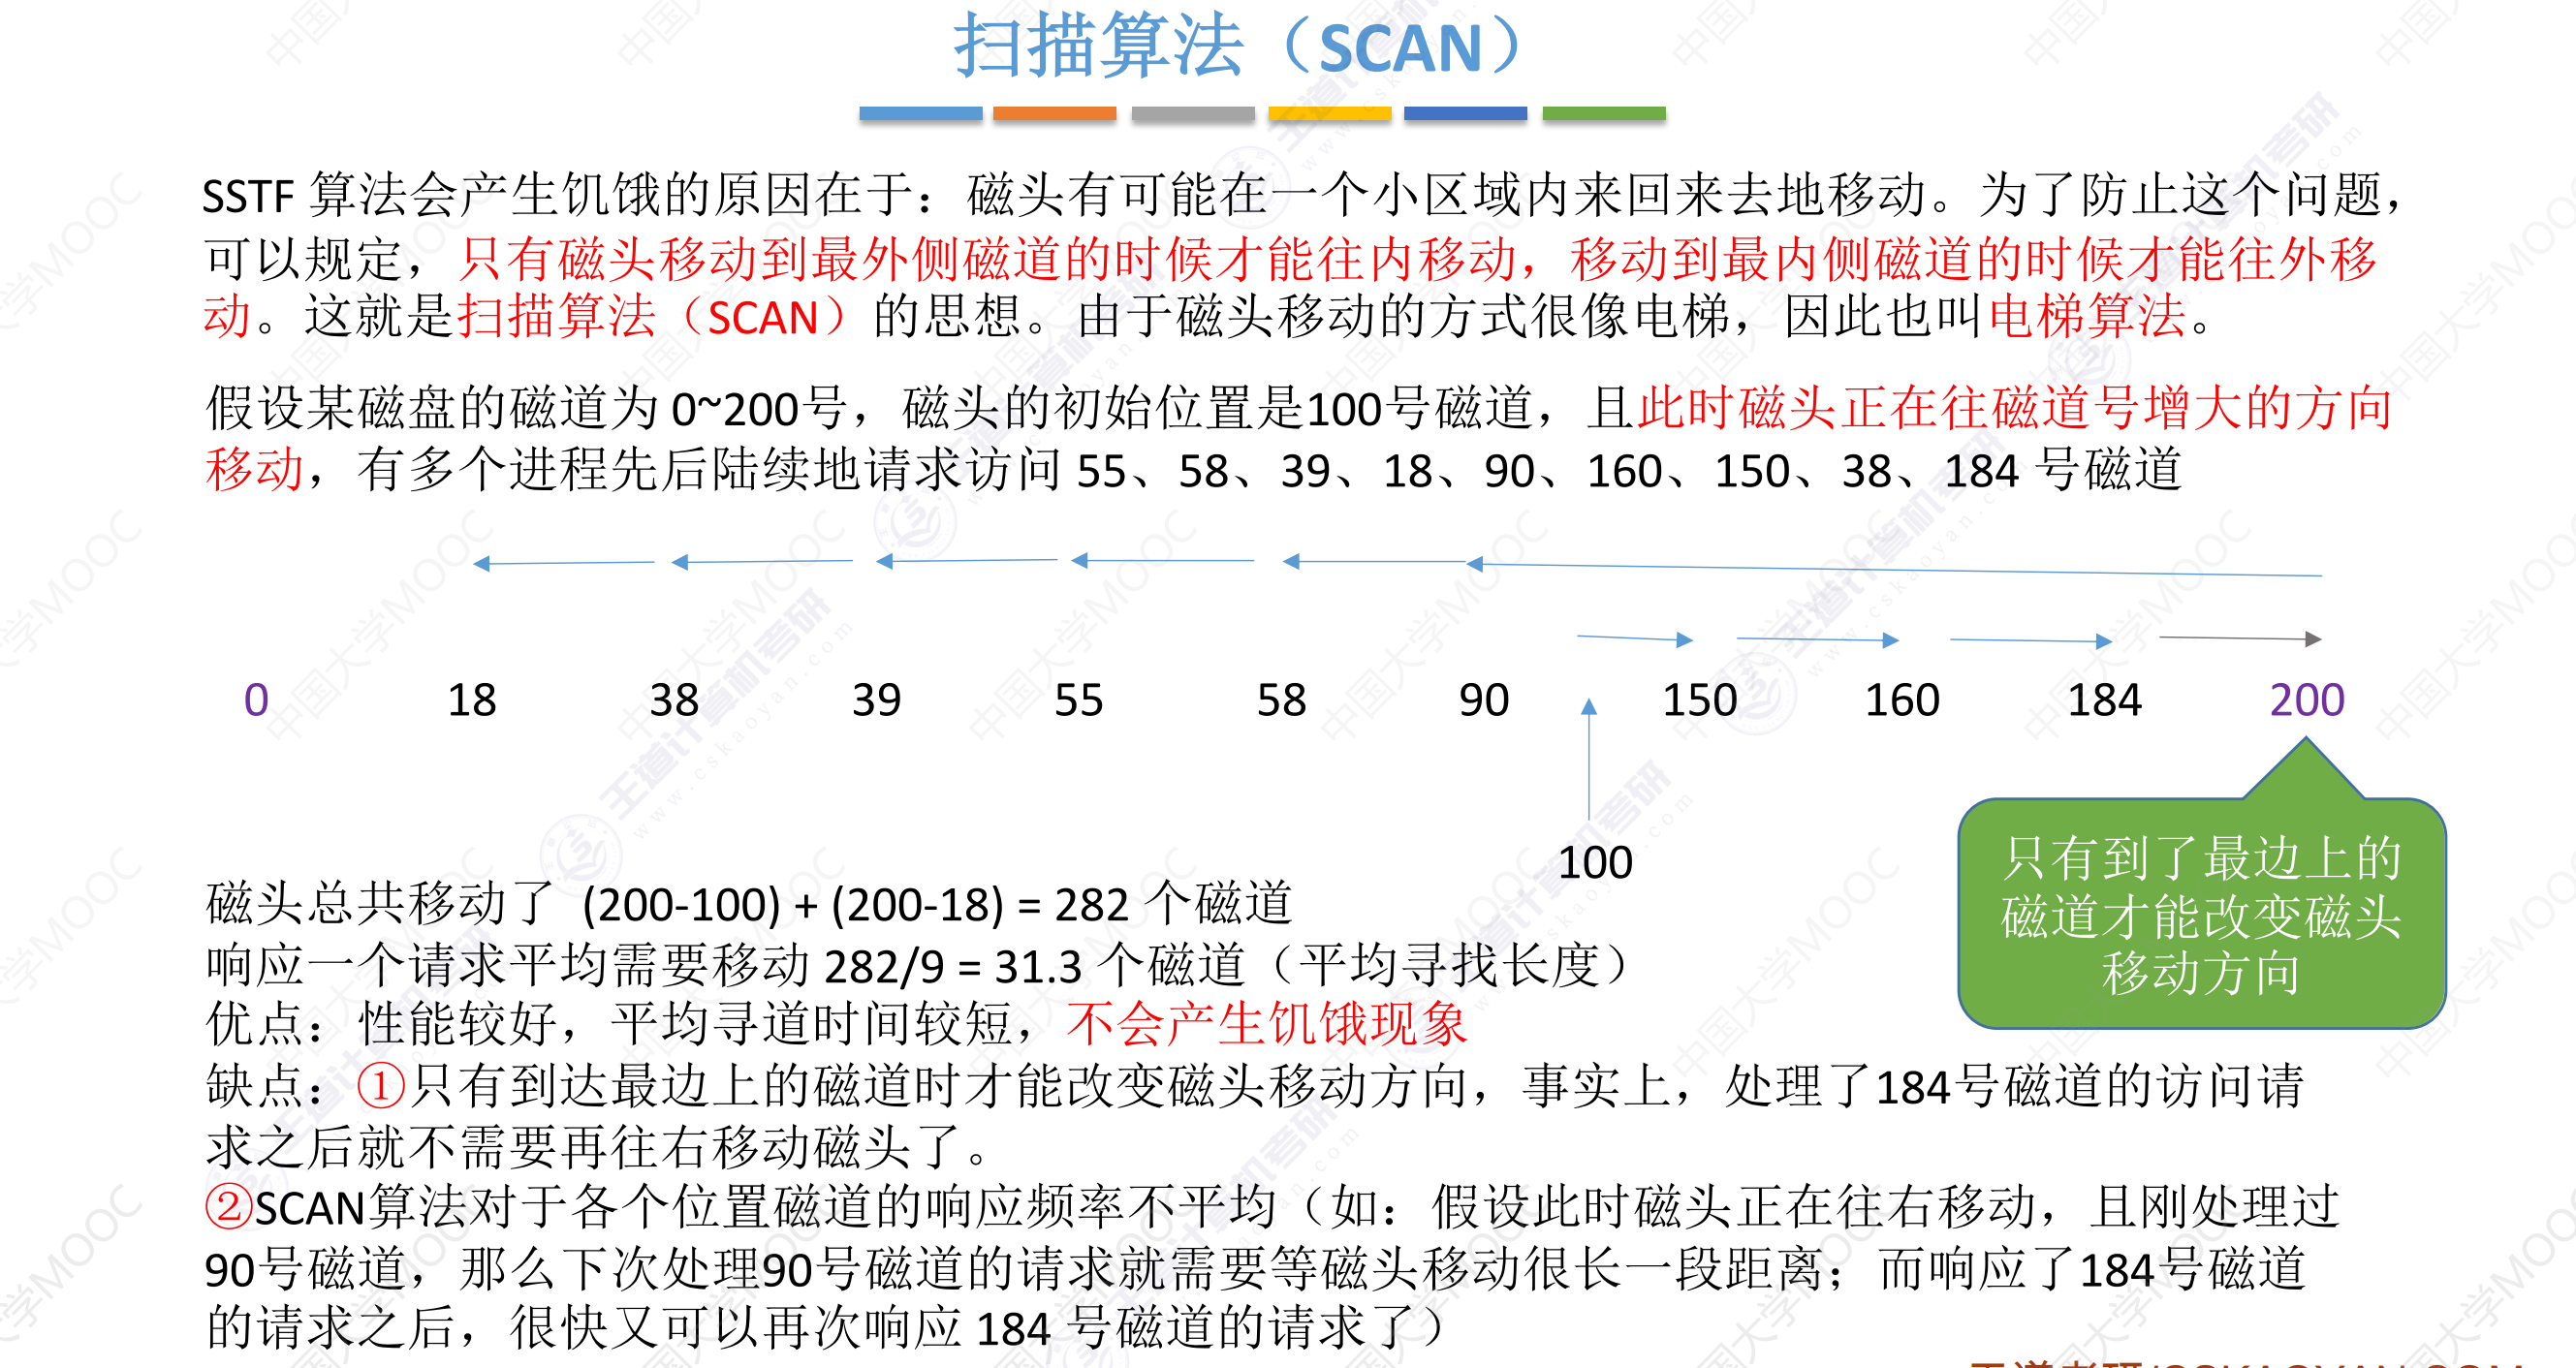 扫描算法（SCAN）
SSTF 算法会产生饥饿的原因在于：磁头有可能在一个小区域内来回来去地移动。为了防止这个问题，
可以规定，只有磁头移动到最外侧磁道的时候才能往内移动，移动到最内侧磁道的时候才能往外移
动。这就是扫描算法（SCAN）的思想。由于磁头移动的方式很像电梯，因此也叫电梯算法。
假设某磁盘的磁道为 0~200号，磁头的初始位置是100号磁道，且此时磁头正在往磁道号增大的方向
移动，有多个进程先后陆续地请求访问 55、58、39、18、90、160、150、38、184 号磁道
0 18 38 39 55 58 90 150 160 184 200
100
只有到了最边上的
磁道才能改变磁头
移动方向
磁头总共移动了 (200-100) + (200-18) = 282 个磁道
响应一个请求平均需要移动 282/9 = 31.3 个磁道（平均寻找长度）
优点：性能较好，平均寻道时间较短，不会产生饥饿现象
缺点：①只有到达最边上的磁道时才能改变磁头移动方向，事实上，处理了184号磁道的访问请
求之后就不需要再往右移动磁头了。
②SCAN算法对于各个位置磁道的响应频率不平均（如：假设此时磁头正在往右移动，且刚处理过
90号磁道，那么下次处理90号磁道的请求就需要等磁头移动很长一段距离；而响应了184号磁道
的请求之后，很快又可以再次响应 184 号磁道的请求了）
王道考研/CSKAOYAN.COM